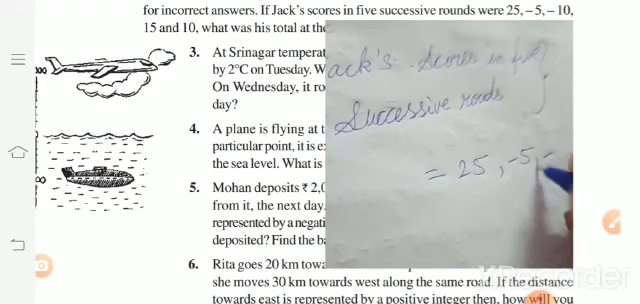 for incorrect answers. If Jack's scores in five successive rounds were 25, – 5, – 10,
15 and 10, what was his total at the
3. At Srinagar temperat
by 2°C on Tuesday. W
On Wednesday, it ro
day?
4. A plane is flying at t
particular point, it is e
the sea level. What is
5. Mohan deposits ₹ 2,0
from it, the next day.
represented by a negati
deposited? Find the ba
6. Rita goes 20 km towa
she moves 30 km towards west along the same road. If the distance
towards east is represented by a positive integer then, how will you
ack's Scores in five
Successive roads
= 25, -5, -
KRecorder